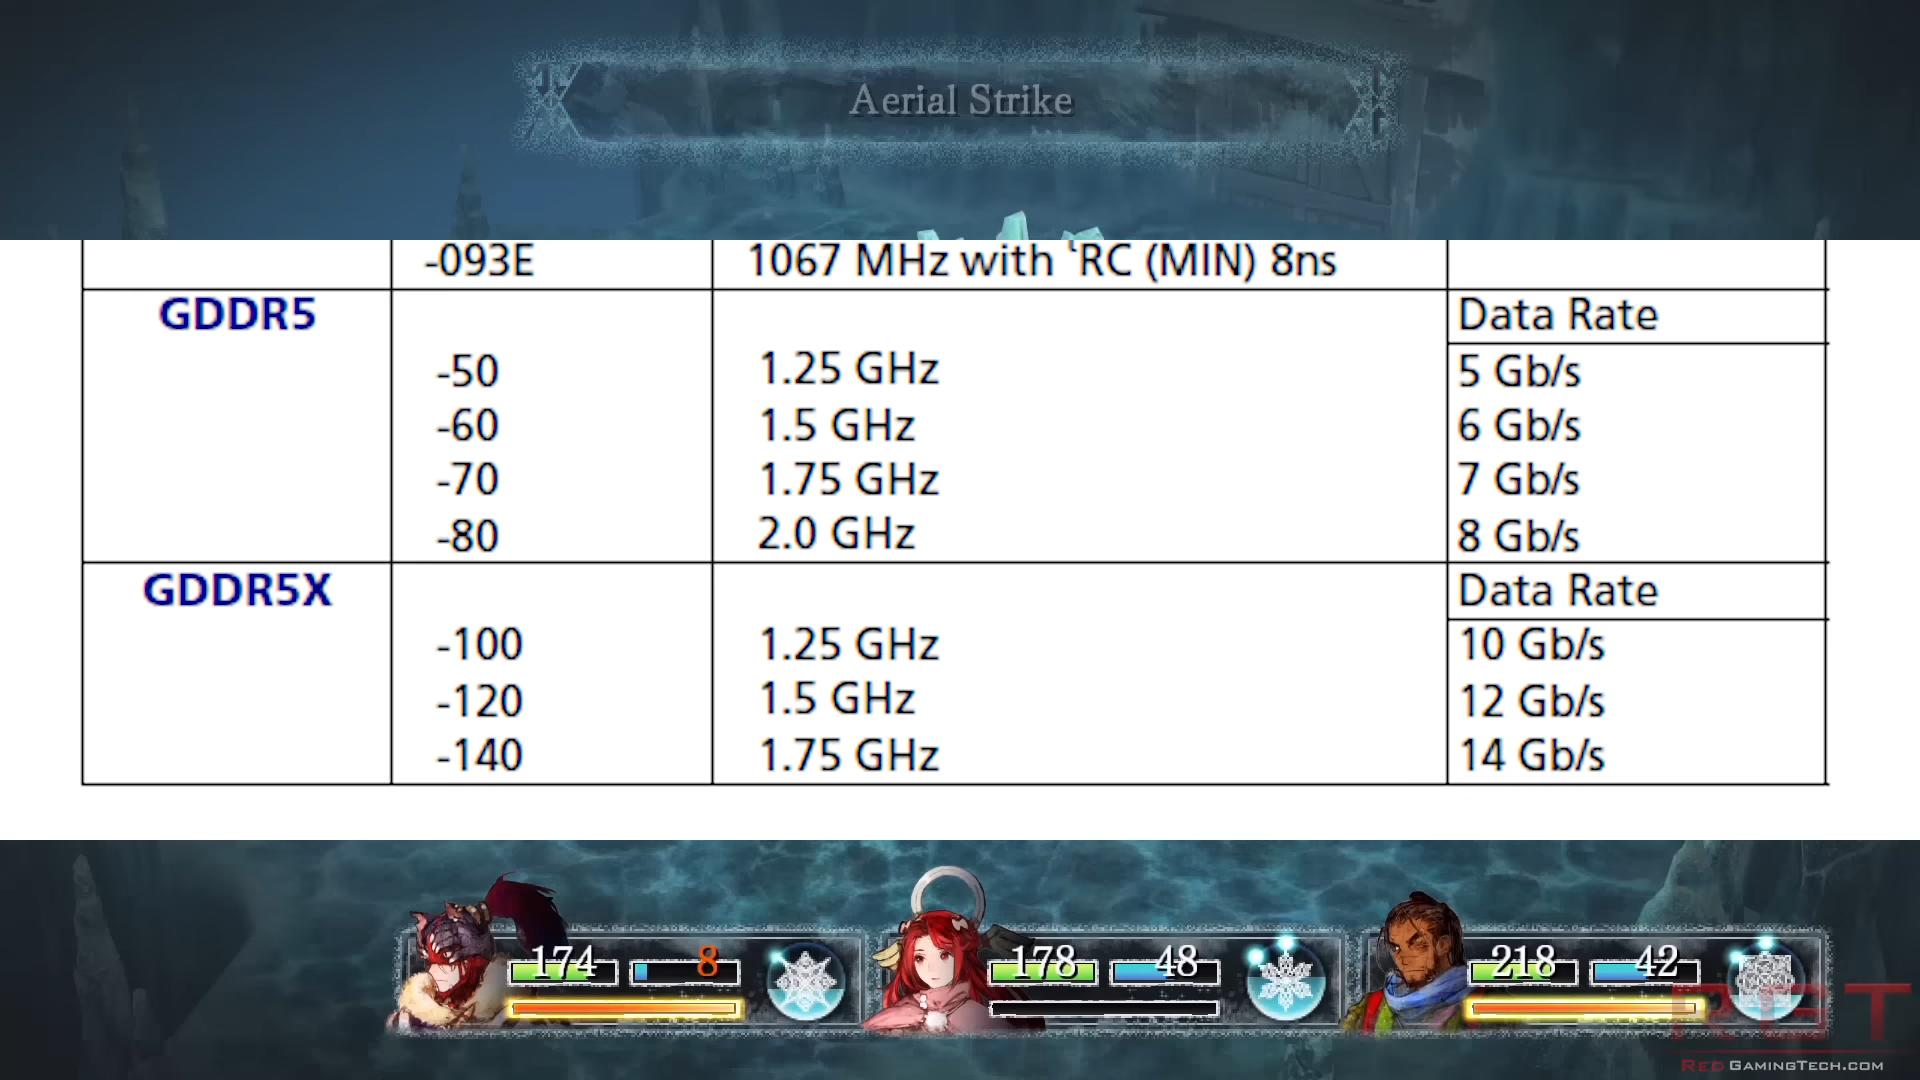 Aerial Strike
-093E 1067 MHz with tRC (MIN) 8ns
GDDR5 Data Rate
-50 1.25 GHz 5 Gb/s
-60 1.5 GHz 6 Gb/s
-70 1.75 GHz 7 Gb/s
-80 2.0 GHz 8 Gb/s
GDDR5X Data Rate
-100 1.25 GHz 10 Gb/s
-120 1.5 GHz 12 Gb/s
-140 1.75 GHz 14 Gb/s
174 8 178 48 218 42
RGT
RedGamingTech.com